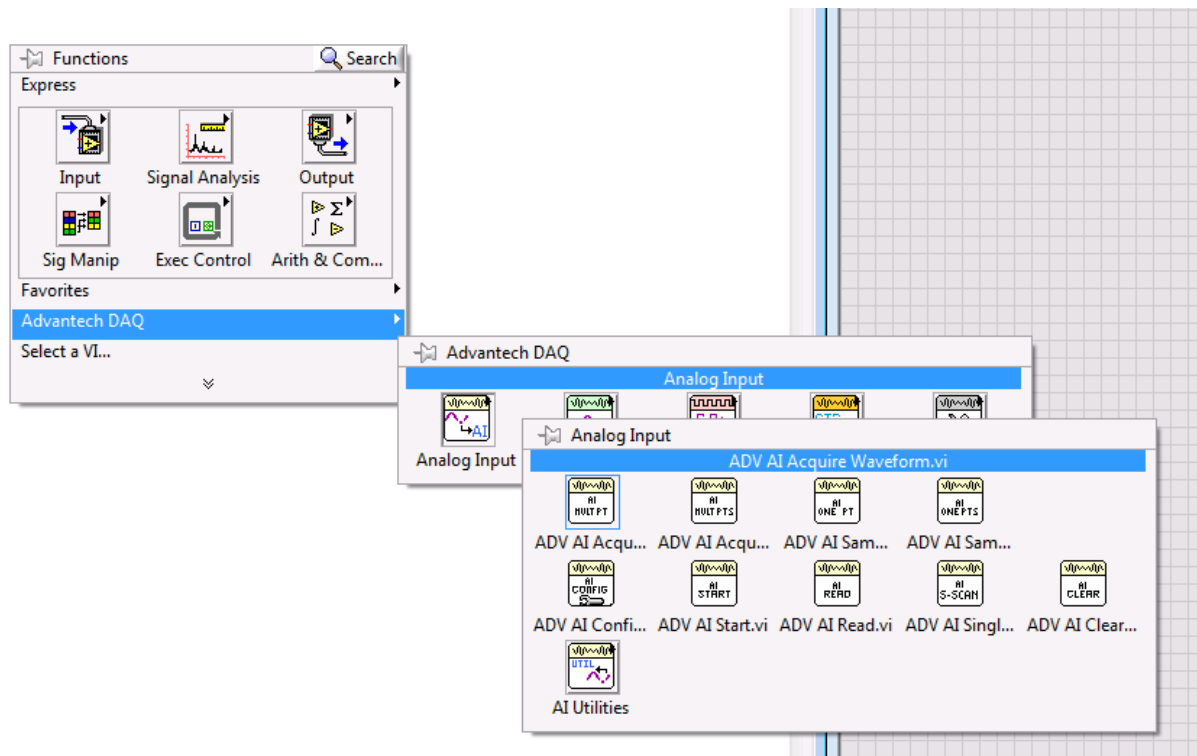 Functions Search
Express
Input Signal Analysis Output
Sig Manip Exec Control Arith & Com...
Favorites
Advantech DAQ
Select a VI...
Advantech DAQ
Analog Input
AI
Analog Input
Analog Input
ADV AI Acquire Waveform.vi
AI MULT PT AI MULT PTS AI ONE PT AI ONE PTS
ADV AI Acqu... ADV AI Acqu... ADV AI Sam... ADV AI Sam...
AI CONFIG AI START AI READ AI S-SCAN AI CLEAR
ADV AI Confi... ADV AI Start.vi ADV AI Read.vi ADV AI Singl... ADV AI Clear...
UTIL
AI Utilities